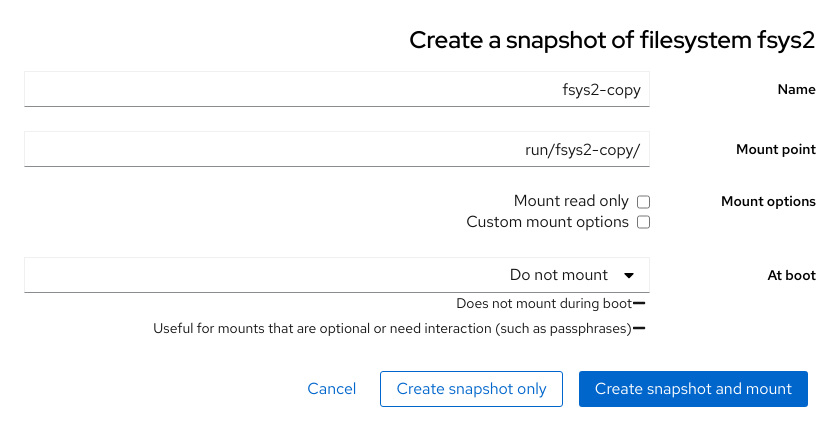 Create a snapshot of filesystem fsys2
Name
fsys2-copy
Mount point
run/fsys2-copy/
Mount options
Mount read only
Custom mount options
At boot
Do not mount
Does not mount during boot
Useful for mounts that are optional or need interaction (such as passphrases)
Create snapshot and mount
Create snapshot only
Cancel